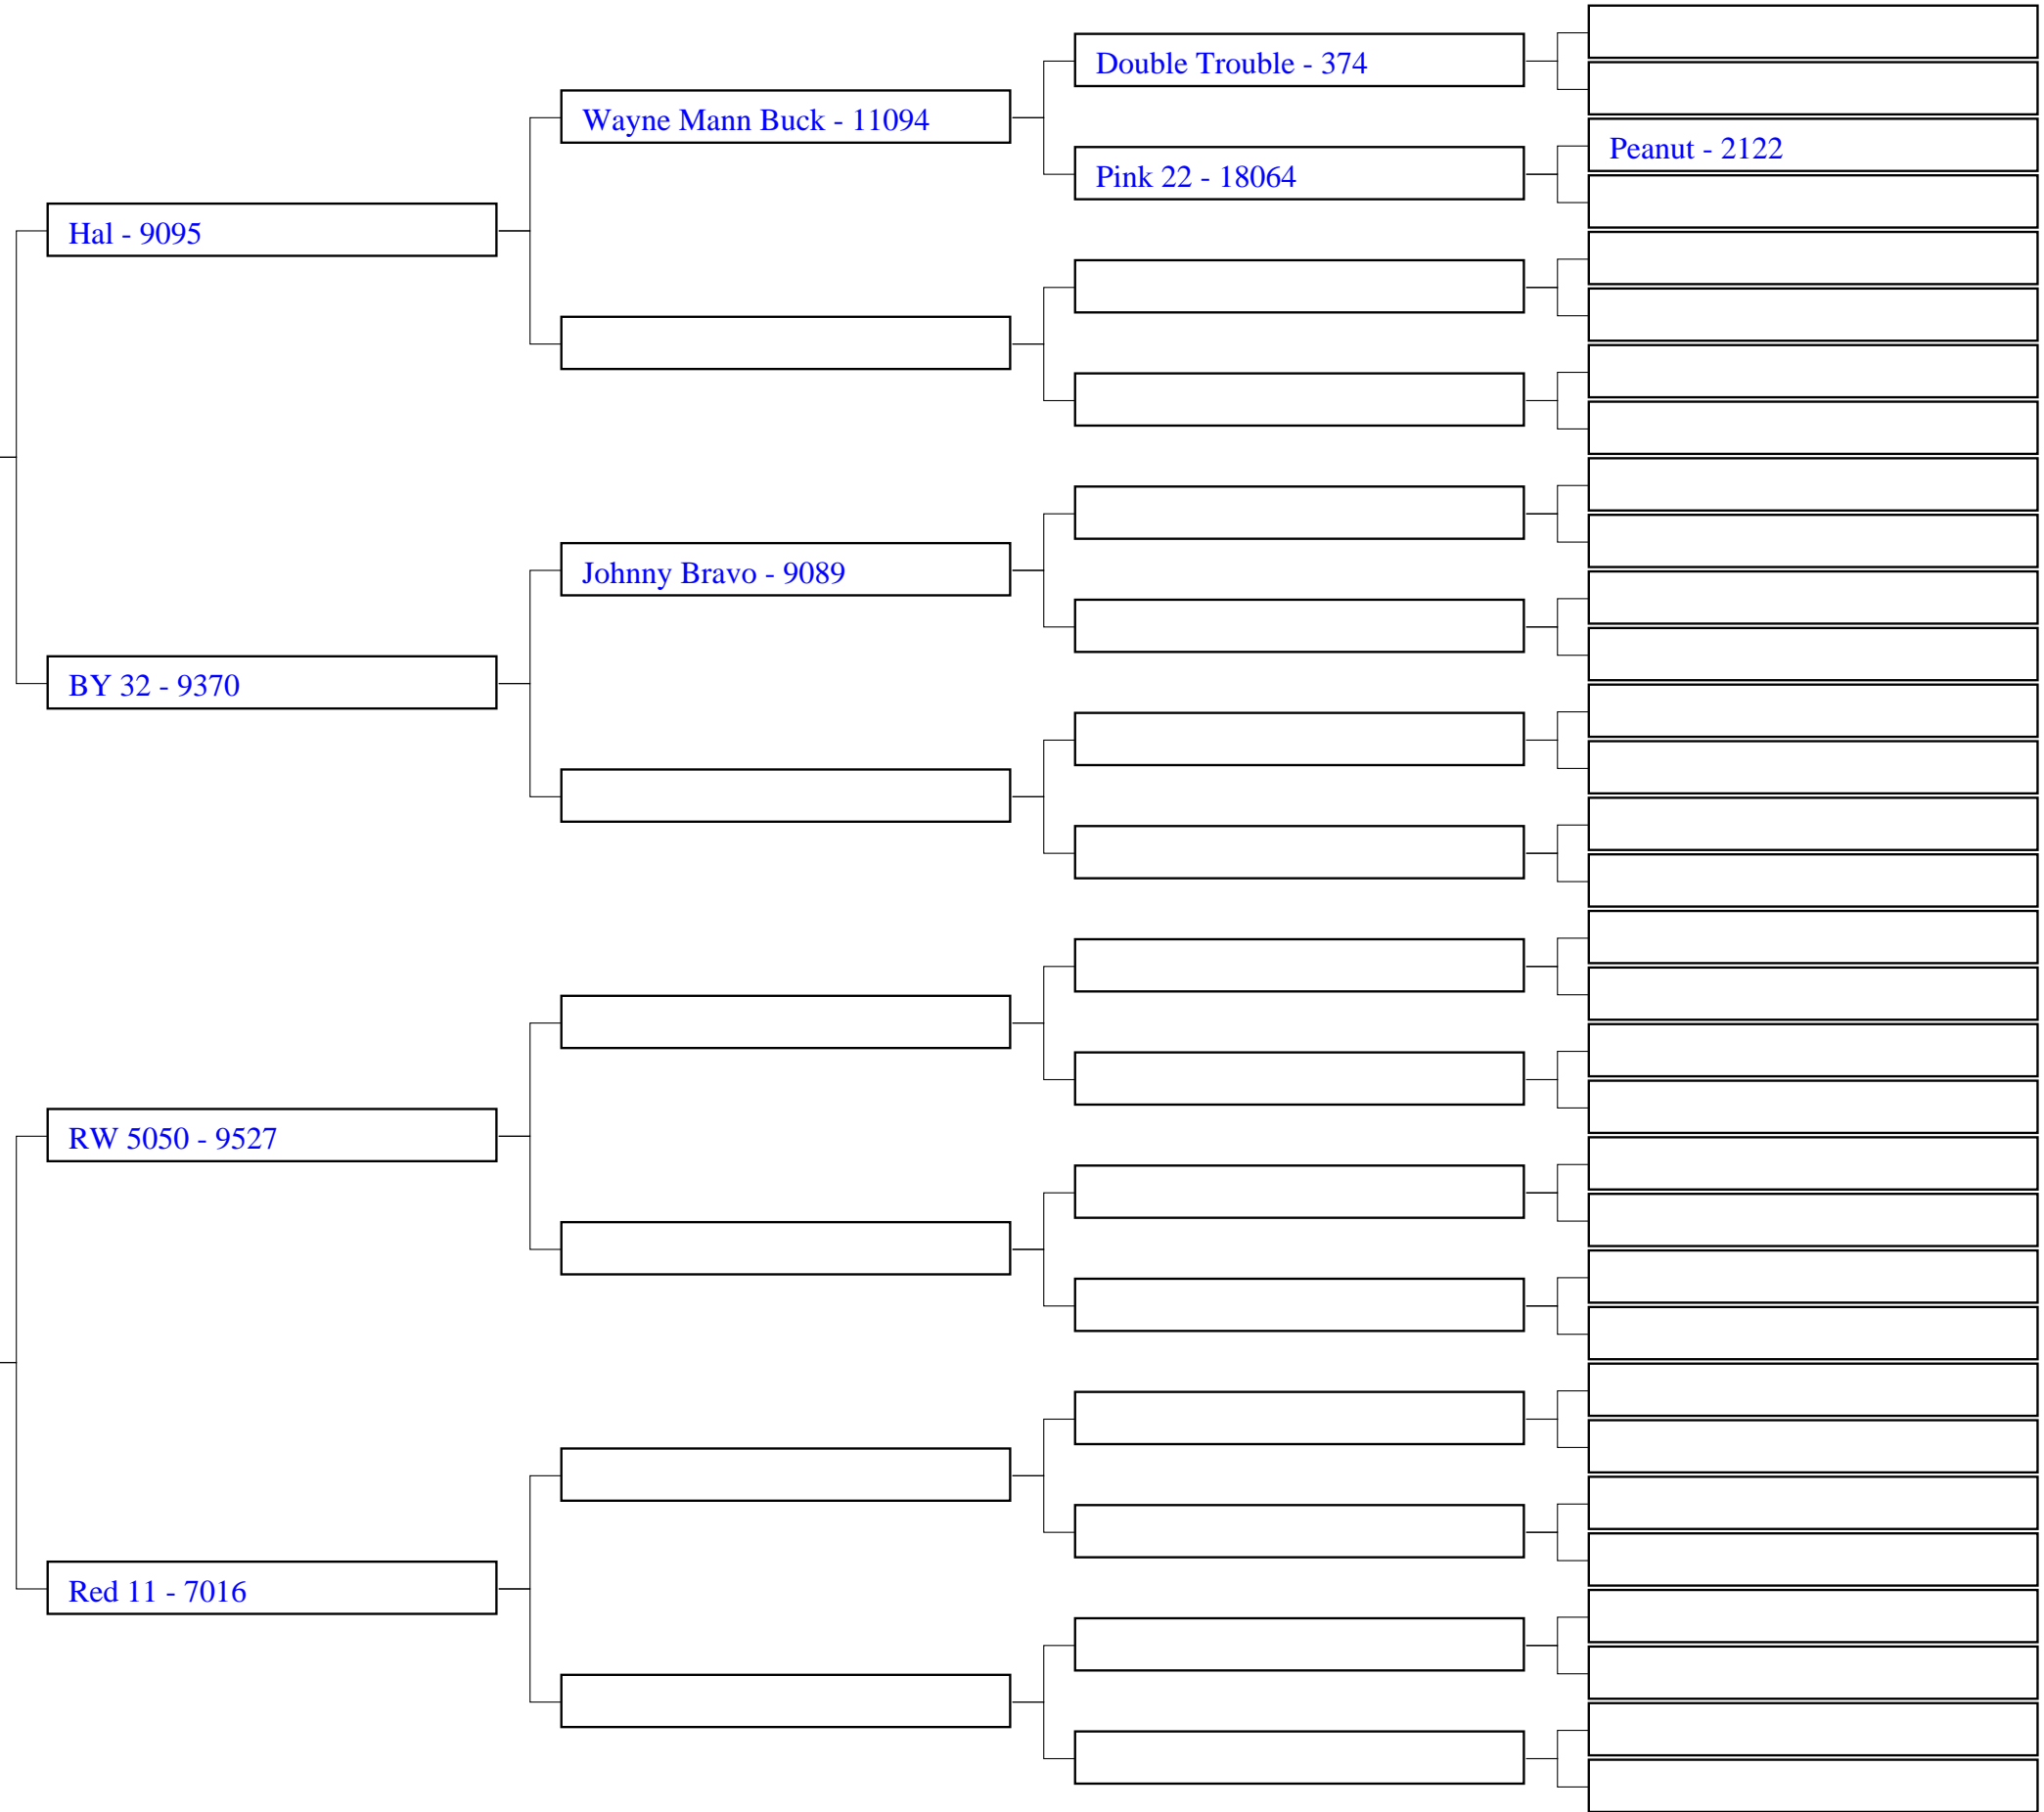 Double Trouble - 374
Wayne Mann Buck - 11094
Peanut - 2122
Pink 22 - 18064
Hal - 9095
Johnny Bravo - 9089
BY 32 - 9370
RW 5050 - 9527
Red 11 - 7016